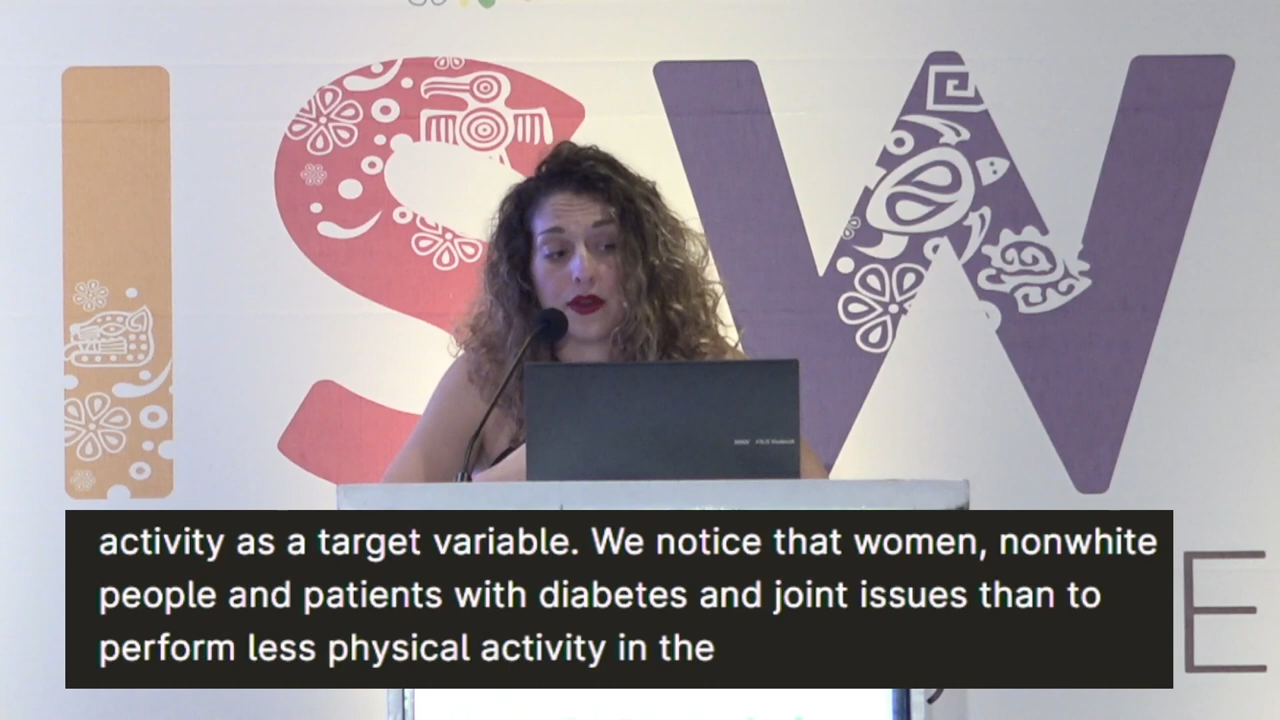 ISW
activity as a target variable. We notice that women, nonwhite
people and patients with diabetes and joint issues than to
perform less physical activity in the
E